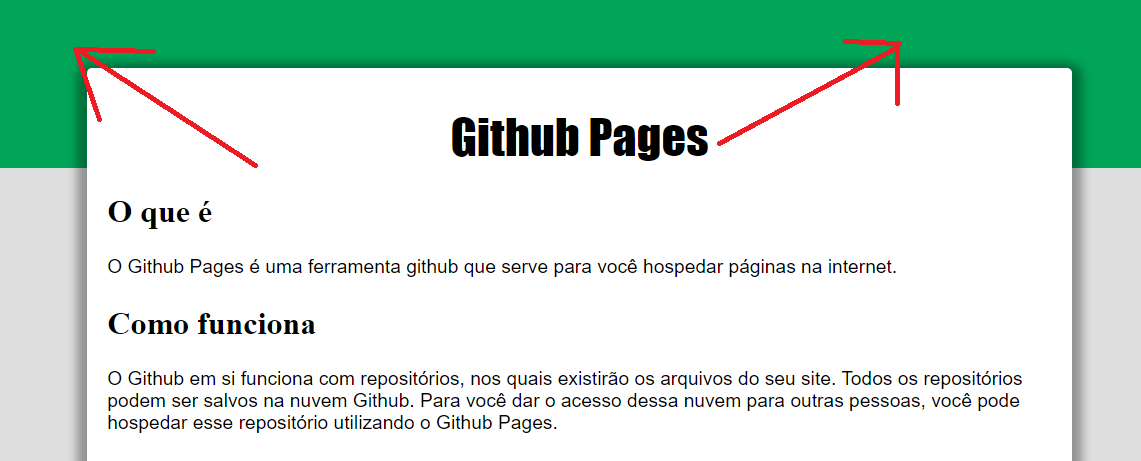 Github Pages
O que é
O Github Pages é uma ferramenta github que serve para você hospedar páginas na internet.
Como funciona
O Github em si funciona com repositórios, nos quais existirão os arquivos do seu site. Todos os repositórios
podem ser salvos na nuvem Github. Para você dar o acesso dessa nuvem para outras pessoas, você pode
hospedar esse repositório utilizando o Github Pages.